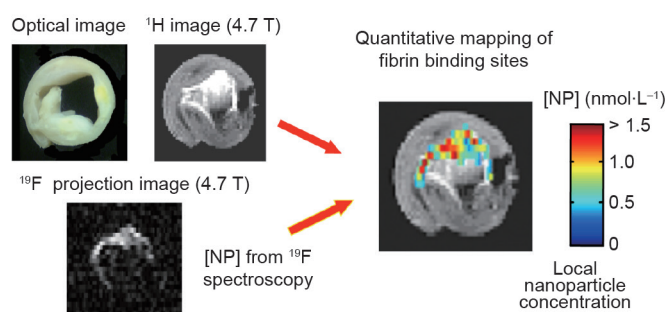 Optical image
¹H image (4.7 T)
Quantitative mapping of
fibrin binding sites
[NP] (nmol·L⁻¹)
> 1.5
1.0
0.5
0
Local
nanoparticle
concentration
¹⁹F projection image (4.7 T)
[NP] from ¹⁹F
spectroscopy